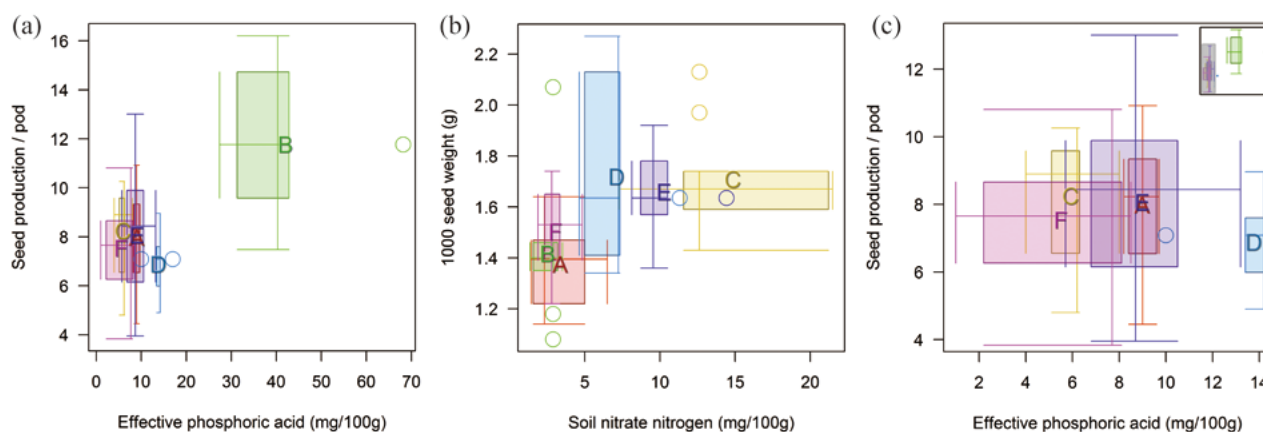 (a)
Seed production / pod
16
14
12
10
8
6
4
0 10 20 30 40 50 60 70
Effective phosphoric acid (mg/100g)
B
C
E
A
F
D
(b)
1000 seed weight (g)
2.2
2.0
1.8
1.6
1.4
1.2
5 10 15 20
Soil nitrate nitrogen (mg/100g)
D
C
E
F
B
A
(c)
Seed production / pod
12
10
8
6
4
2 4 6 8 10 12 14
Effective phosphoric acid (mg/100g)
C
E
A
F
D